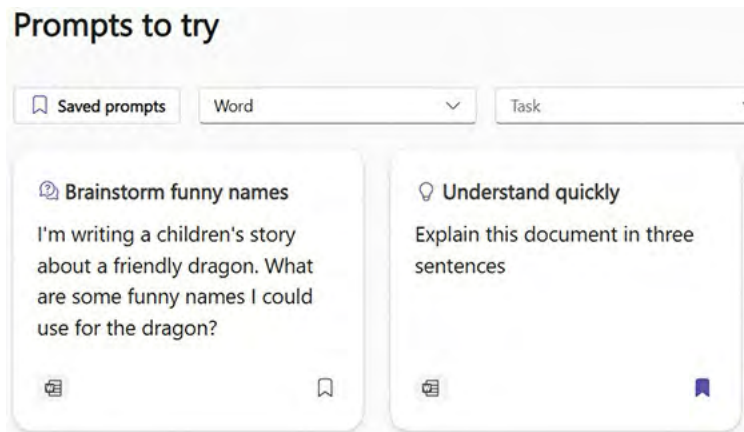 Prompts to try
Saved prompts
Word
Task
Brainstorm funny names
I'm writing a children's story
about a friendly dragon. What
are some funny names I could
use for the dragon?
Understand quickly
Explain this document in three
sentences